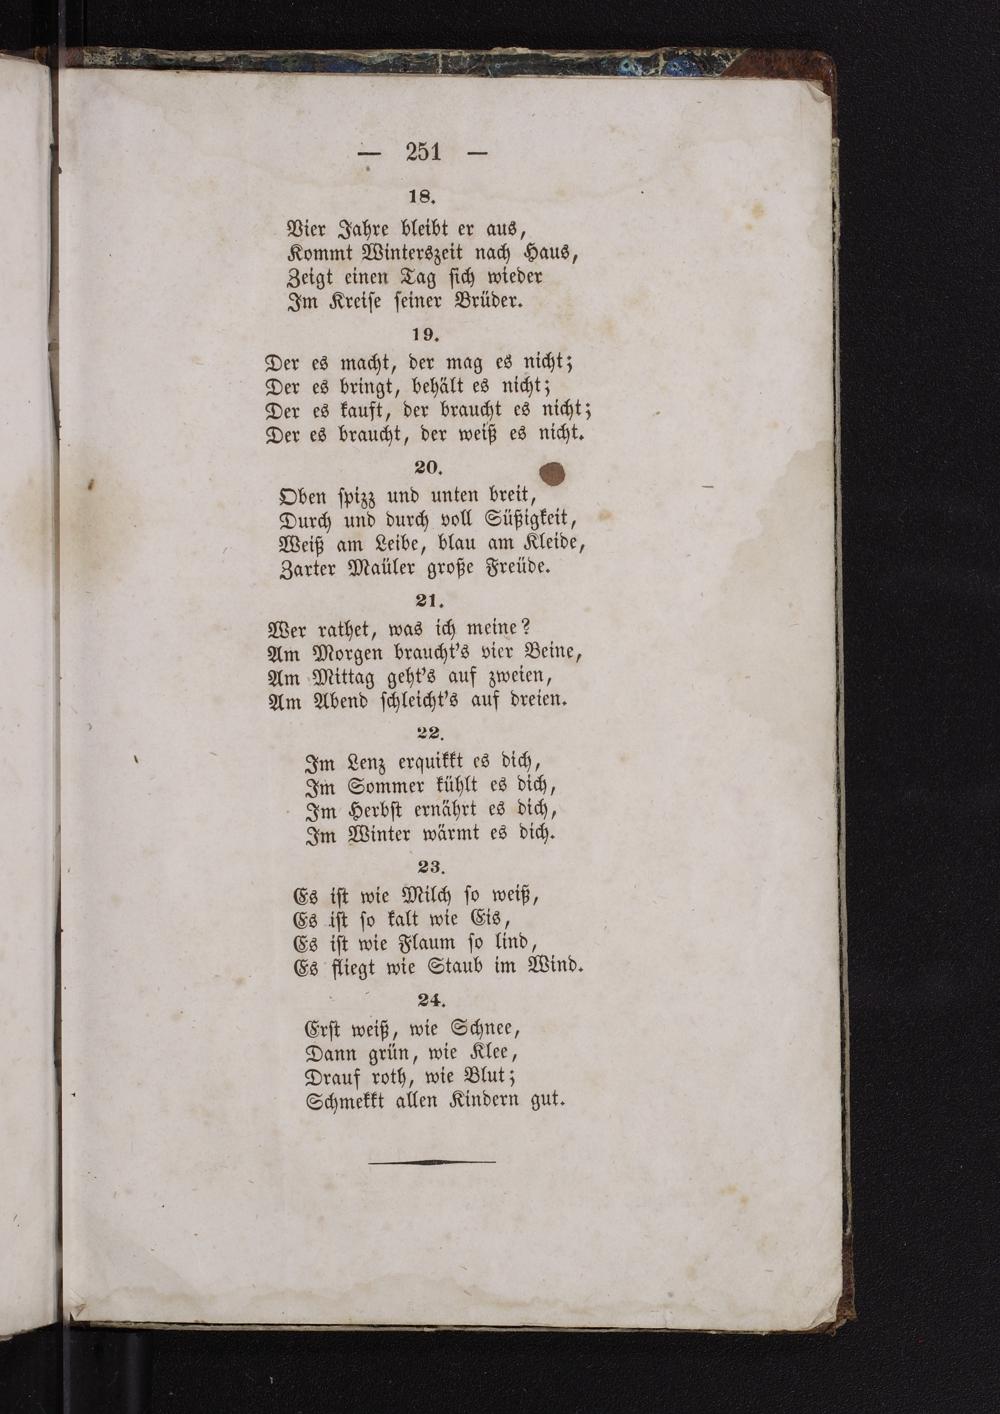 — 251 —
18.
Vier Jahre bleibt er aus,
Kommt Winterszeit nach Haus,
Zeigt einen Tag sich wieder
Im Kreise seiner Brüder.
19.
Der es macht, der mag es nicht;
Der es bringt, behält es nicht;
Der es kauft, der braucht es nicht;
Der es braucht, der weiß es nicht.
20.
Oben spizz und unten breit,
Durch und durch voll Süßigkeit,
Weiß am Leibe, blau am Kleide,
Zarter Maüler große Freüde.
21.
Wer rathet, was ich meine?
Am Morgen braucht's vier Beine,
Am Mittag geht's auf zweien,
Am Abend schleicht's auf dreien.
22.
Im Lenz erquikkt es dich,
Im Sommer kühlt es dich,
Im Herbst ernährt es dich,
Im Winter wärmt es dich.
23.
Es ist wie Milch so weiß,
Es ist so kalt wie Eis,
Es ist wie Flaum so lind,
Es fliegt wie Staub im Wind.
24.
Erst weiß, wie Schnee,
Dann grün, wie Klee,
Drauf roth, wie Blut;
Schmekkt allen Kindern gut.